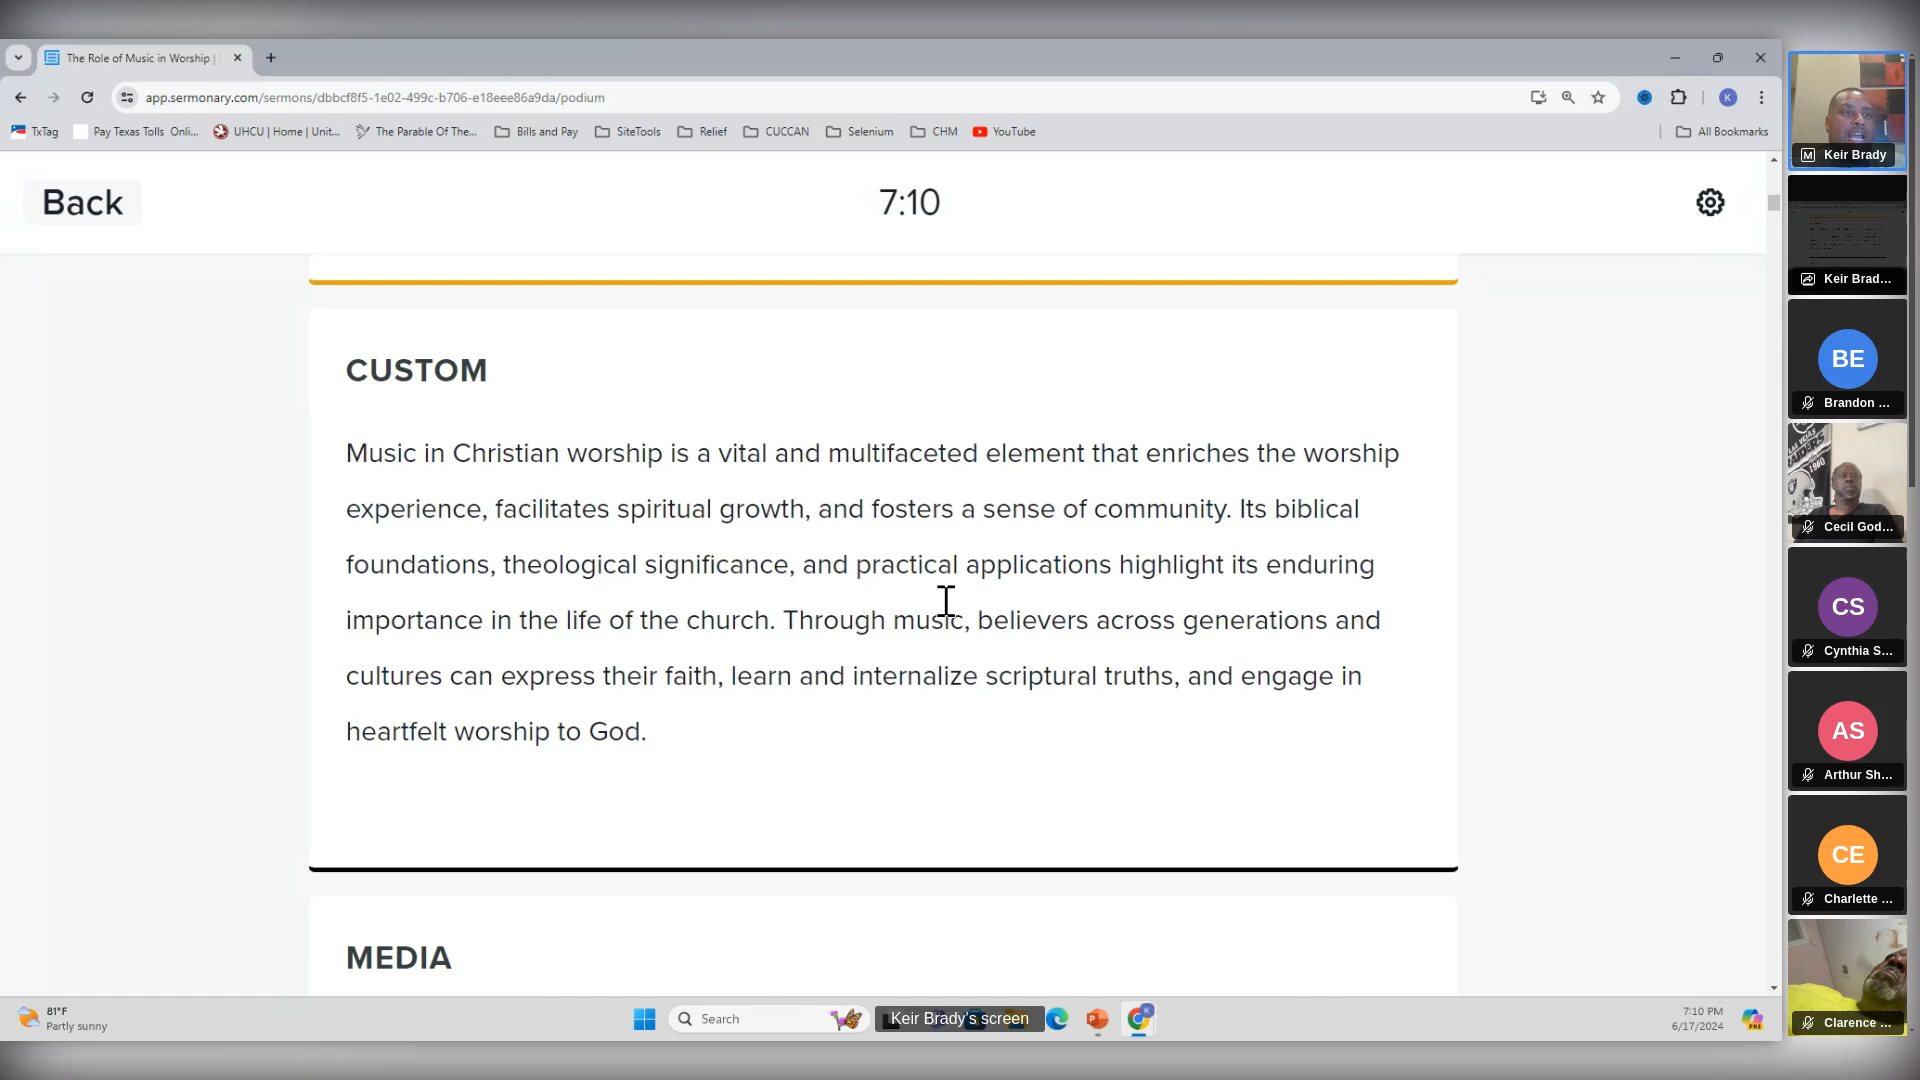 The Role of Music in Worship |
app.sermonary.com/sermons/dbbcf8f5-1e02-499c-b706-e18eee86a9da/podium
K
TxTag
Pay Texas Tolls Onli...
UHCU | Home | Unit...
The Parable Of The...
Bills and Pay
SiteTools
Relief
CUCCAN
Selenium
CHM
YouTube
All Bookmarks
Back
7:10
CUSTOM
Music in Christian worship is a vital and multifaceted element that enriches the worship
experience, facilitates spiritual growth, and fosters a sense of community. Its biblical
foundations, theological significance, and practical applications highlight its enduring
importance in the life of the church. Through music, believers across generations and
cultures can express their faith, learn and internalize scriptural truths, and engage in
heartfelt worship to God.
MEDIA
81°F
Partly sunny
Search
Keir Brady's screen
7:10 PM
6/17/2024
PRE
M Keir Brady
Keir Brad...
BE
Brandon ...
LAS VEGAS
RAIDERS
1960
Cecil God...
CS
Cynthia S...
AS
Arthur Sh...
CE
Charlette ...
Clarence ...